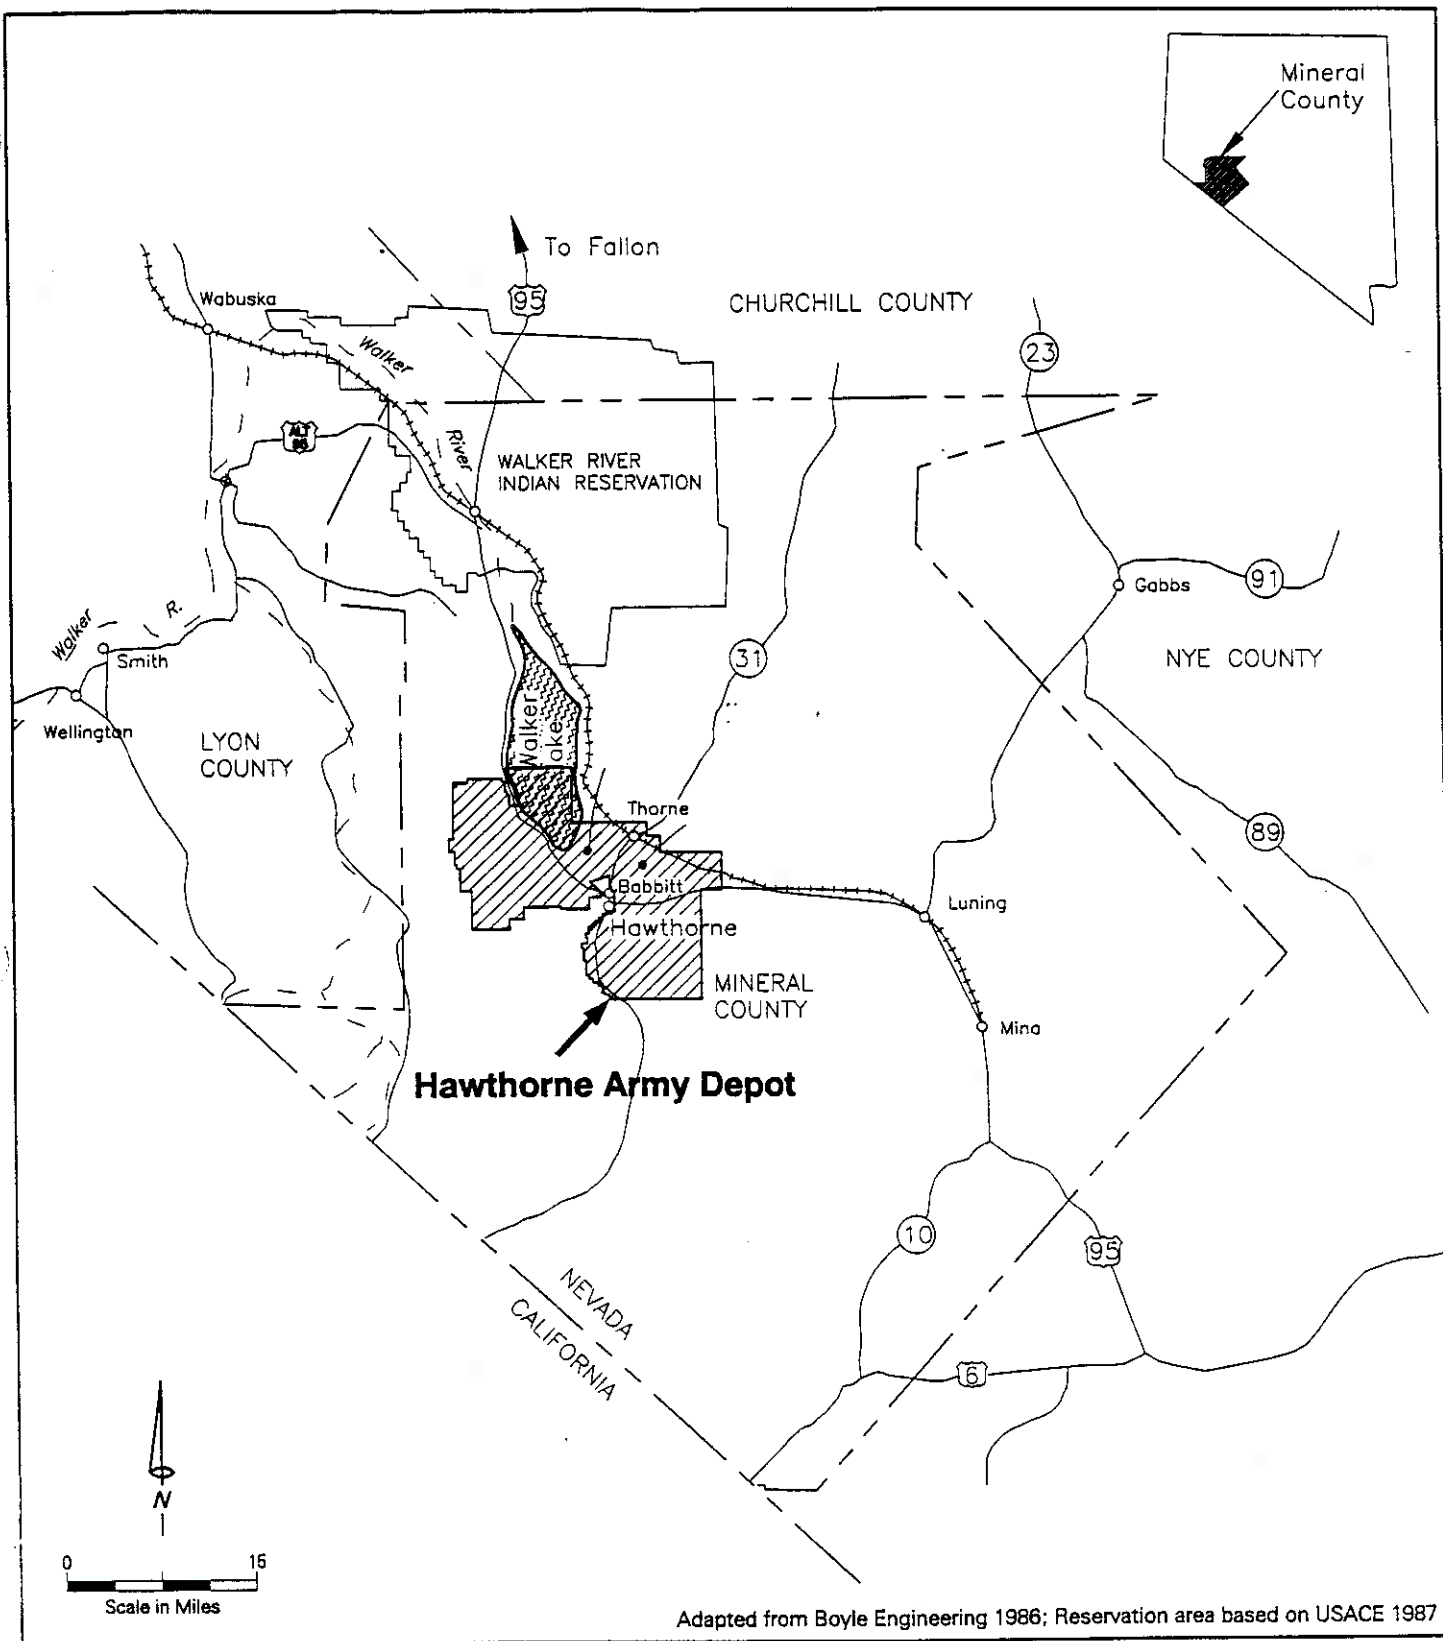 Mineral
County
To Fallon
95
Wabuska
CHURCHILL COUNTY
23
Walker
River
ALT
95
WALKER RIVER
INDIAN RESERVATION
91
Gabbs
Walker
R.
Smith
31
NYE COUNTY
Wellington
LYON
COUNTY
Walker
Lake
Thorne
89
Babbitt
Luning
Hawthorne
MINERAL
COUNTY
Mina
Hawthorne Army Depot
10
95
NEVADA
CALIFORNIA
6
N
0 15
Scale in Miles
Adapted from Boyle Engineering 1986; Reservation area based on USACE 1987